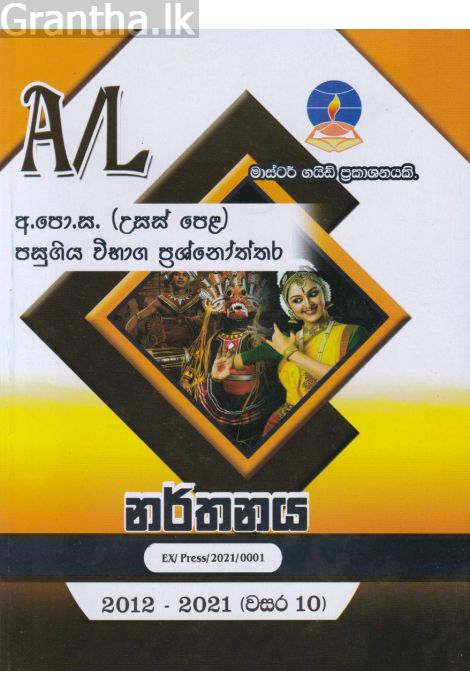 Grantha.lk
A/L
මාස්ටර් ගයිඩ් ප්‍රකාශනයකි.
අ.පො.ස. (උසස් පෙළ)
පසුගිය විභාග ප්‍රශ්නෝත්තර
නර්තනය
EX/ Press/2021/0001
2012 - 2021 (වසර 10)